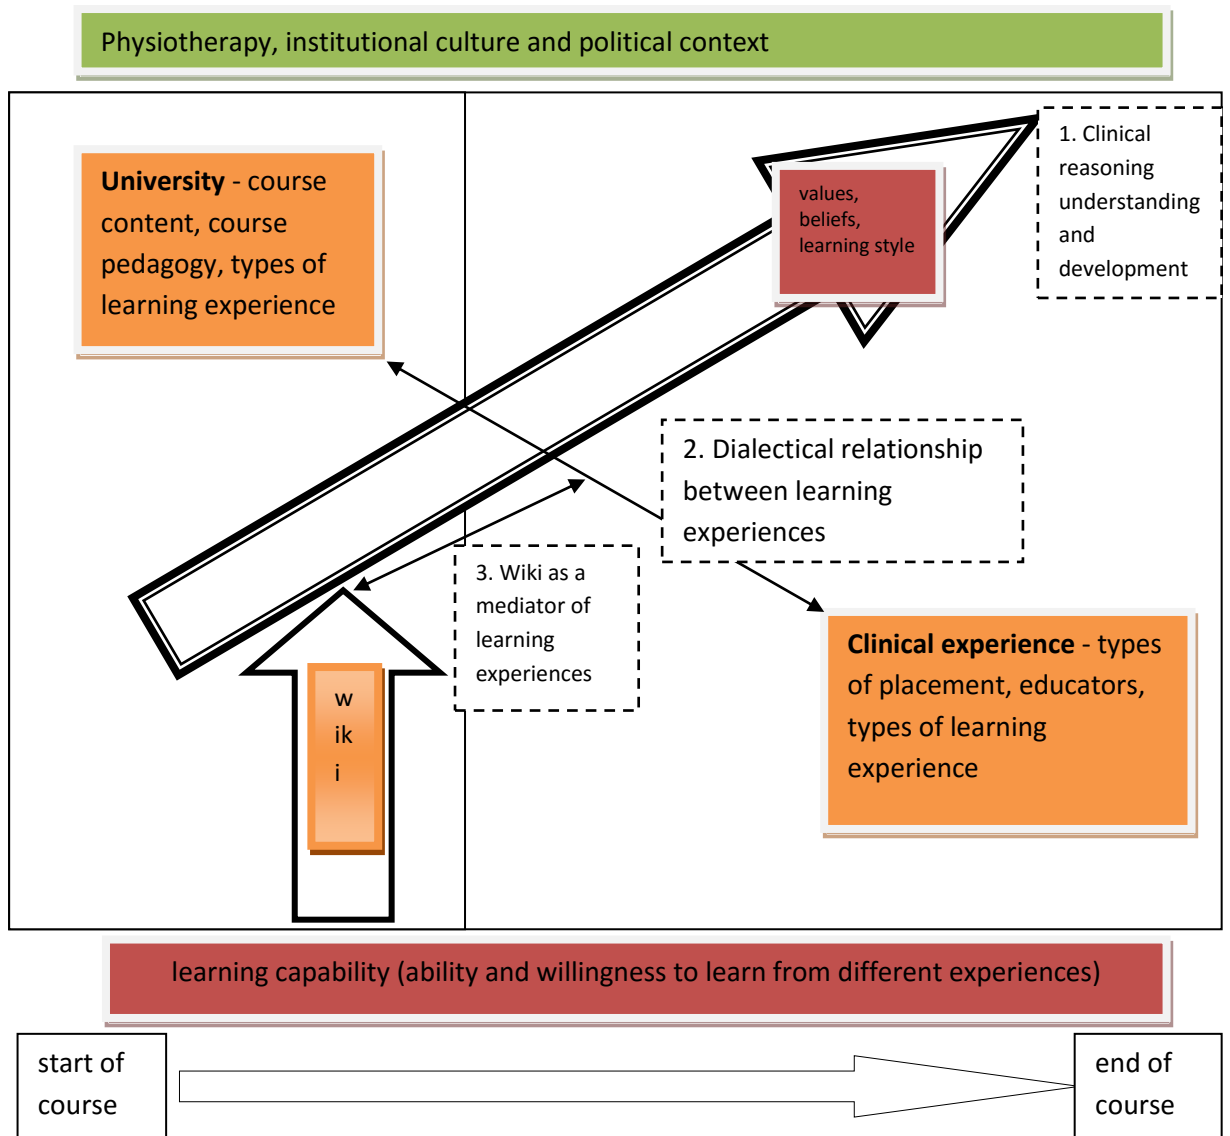 Physiotherapy, institutional culture and political context
University - course
content, course
pedagogy, types of
learning experience
values,
beliefs,
learning style
1. Clinical
reasoning
understanding
and
development
2. Dialectical relationship
between learning
experiences
3. Wiki as a
mediator of
learning
experiences
w
ik
i
Clinical experience - types
of placement, educators,
types of learning
experience
learning capability (ability and willingness to learn from different experiences)
start of
course
end of
course